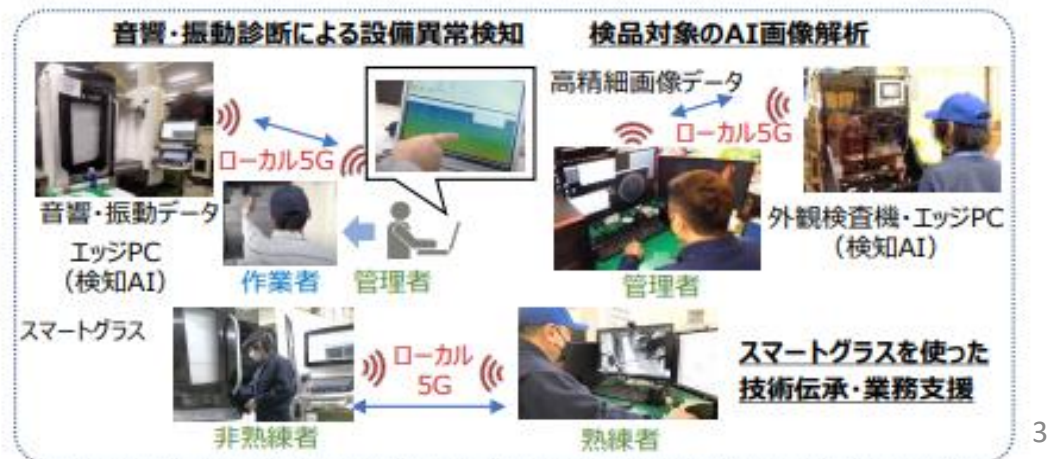 音響・振動診断による設備異常検知
ローカル5G
音響・振動データ
エッジPC
（検知AI）
作業者
管理者
検品対象のAI画像解析
高精細画像データ
ローカル5G
管理者
外観検査機・エッジPC
（検知AI）
スマートグラス
非熟練者
ローカル
5G
熟練者
スマートグラスを使った
技術伝承・業務支援
3